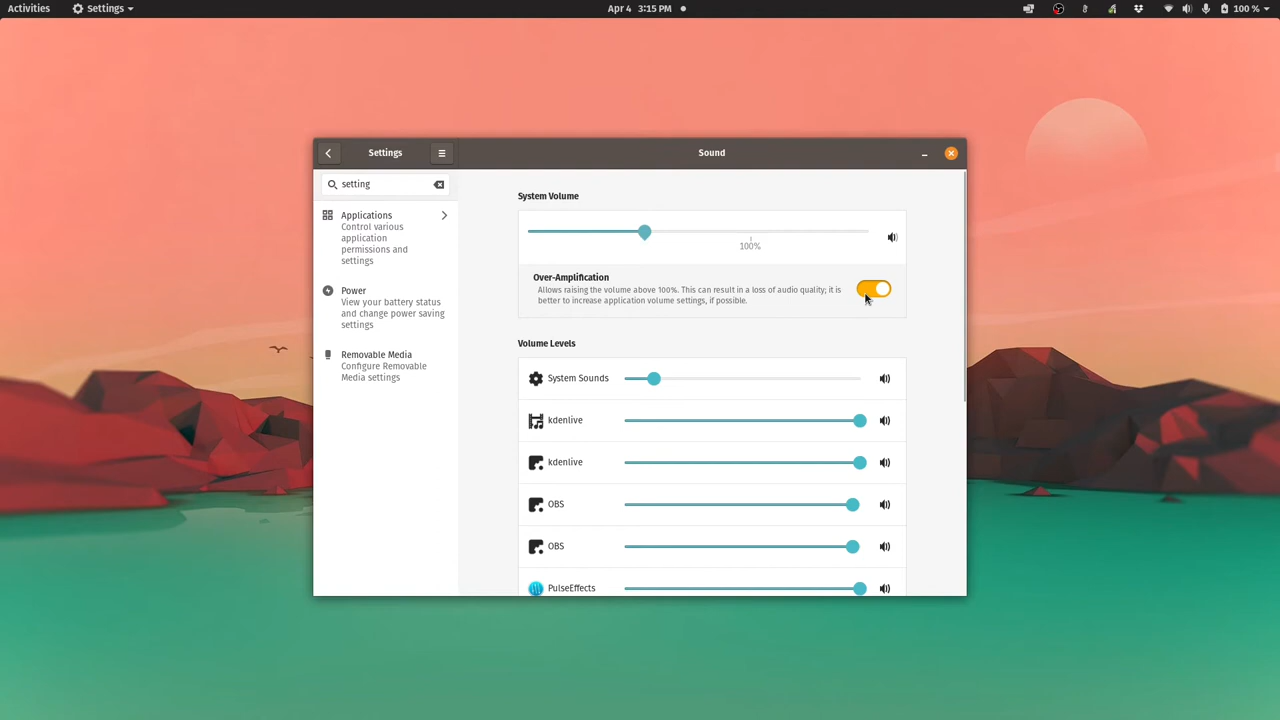 Activities
Settings
Apr 4 3:15 PM
100 %
Settings
Sound
setting
Applications
Control various
application
permissions and
settings
Power
View your battery status
and change power saving
settings
Removable Media
Configure Removable
Media settings
System Volume
100%
Over-Amplification
Allows raising the volume above 100%. This can result in a loss of audio quality; it is
better to increase application volume settings, if possible.
Volume Levels
System Sounds
kdenlive
kdenlive
OBS
OBS
PulseEffects